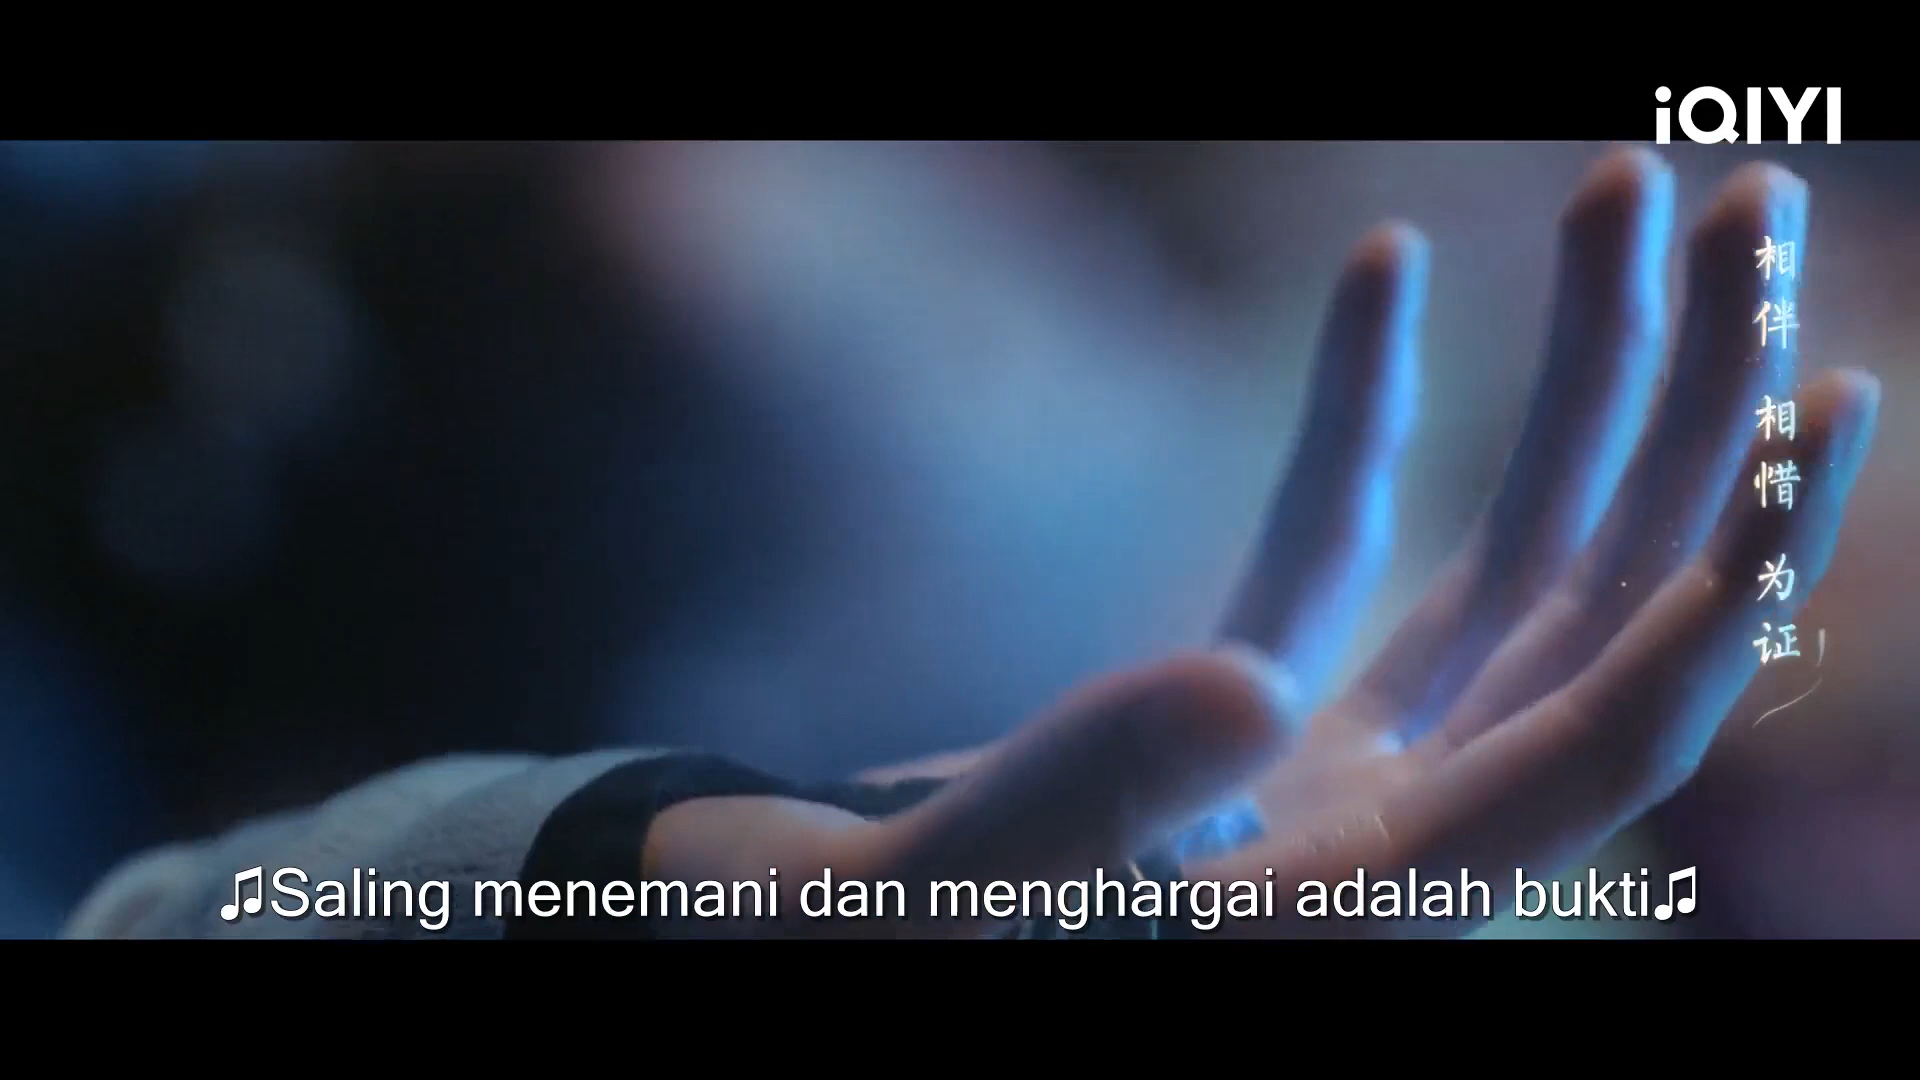 iQIYI
相伴 相惜 为证
♫Saling menemani dan menghargai adalah bukti♫